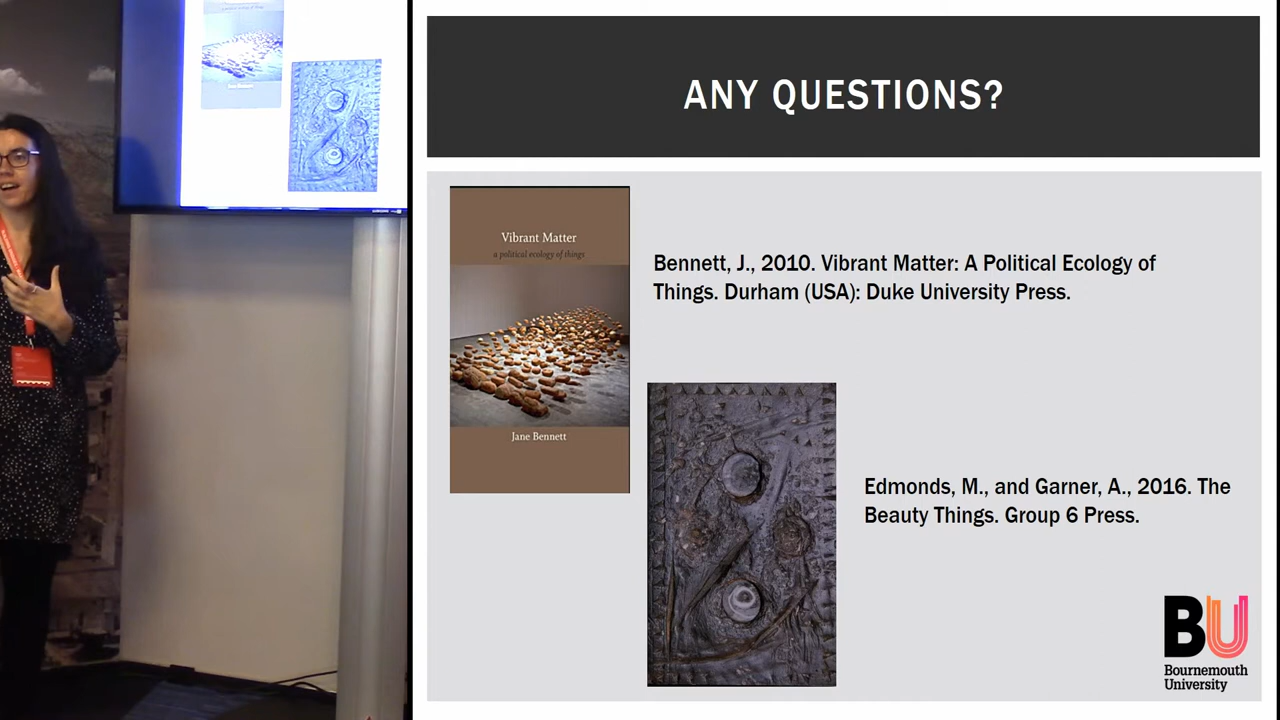 ANY QUESTIONS?
Vibrant Matter
a political ecology of things
Jane Bennett
Bennett, J., 2010. Vibrant Matter: A Political Ecology of
Things. Durham (USA): Duke University Press.
Edmonds, M., and Garner, A., 2016. The
Beauty Things. Group 6 Press.
BU
Bournemouth
University